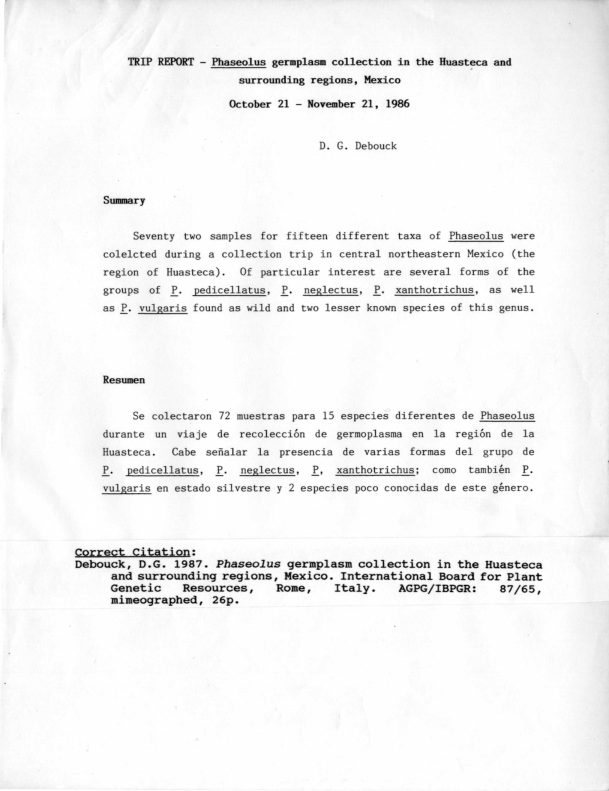 TRIP REPORT - Phaseolus germplasm collection in the Huasteca and
surrounding regions, Mexico
October 21 - November 21, 1986
D. G. Debouck
Summary
Seventy two samples for fifteen different taxa of Phaseolus were
colelcted during a collection trip in central northeastern Mexico (the
region of Huasteca). Of particular interest are several forms of the
groups of P. pedicellatus, P. neglectus, P. xanthotrichus, as well
as P. vulgaris found as wild and two lesser known species of this genus.
Resumen
Se colectaron 72 muestras para 15 especies diferentes de Phaseolus
durante un viaje de recolección de germoplasma en la región de la
Huasteca. Cabe señalar la presencia de varias formas del grupo de
P. pedicellatus, P. neglectus, P, xanthotrichus; como también P.
vulgaris en estado silvestre y 2 especies poco conocidas de este género.
Correct Citation:
Debouck, D.G. 1987. Phaseolus germplasm collection in the Huasteca
and surrounding regions, Mexico. International Board for Plant
Genetic Resources, Rome, Italy. AGPG/IBPGR: 87/65,
mimeographed, 26p.